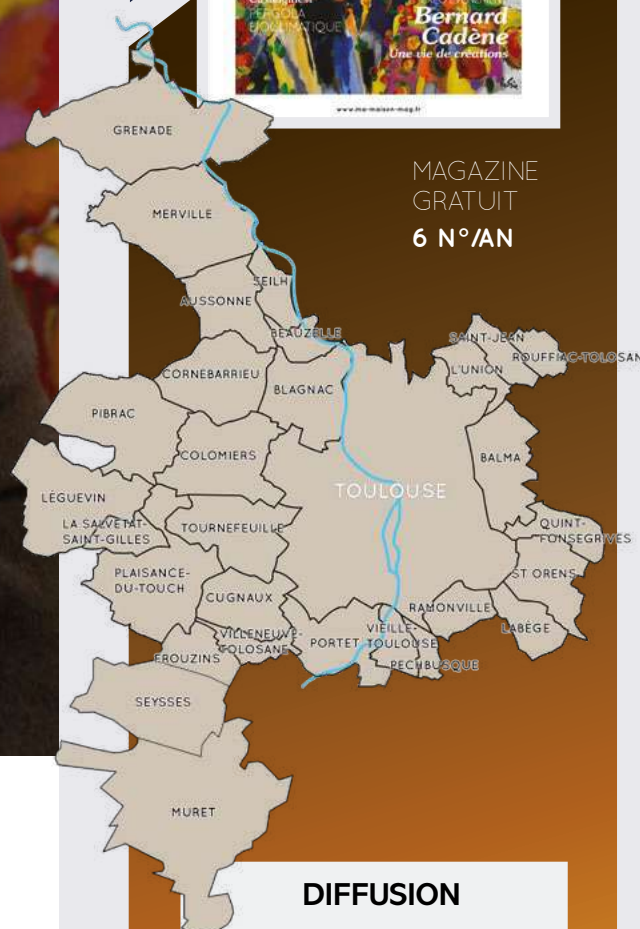 PERGOLA
BIOCLIMATIQUE
Bernard
Cadène
Une vie de créations
www.ma-maison-mag.fr
MAGAZINE
GRATUIT
6 N°/AN
GRENADE
MERVILLE
SEILH
AUSSONNE
BEAUZELLE
SAINT-JEAN
ROUFFIAC-TOLOSAN
L'UNION
CORNEBARRIEU
BLAGNAC
PIBRAC
COLOMIERS
BALMA
TOULOUSE
LÉGUEVIN
LA SALVETAT-
SAINT-GILLES
TOURNEFEUILLE
QUINT-
FONSEGRIVES
PLAISANCE-
DU-TOUCH
ST ORENS
CUGNAUX
RAMONVILLE
LABÈGE
VILLENEUVE-
TOLOSANE
PORTET
VIEILLE-
TOULOUSE
FROUZINS
PECHBUSQUE
SEYSSES
MURET
DIFFUSION